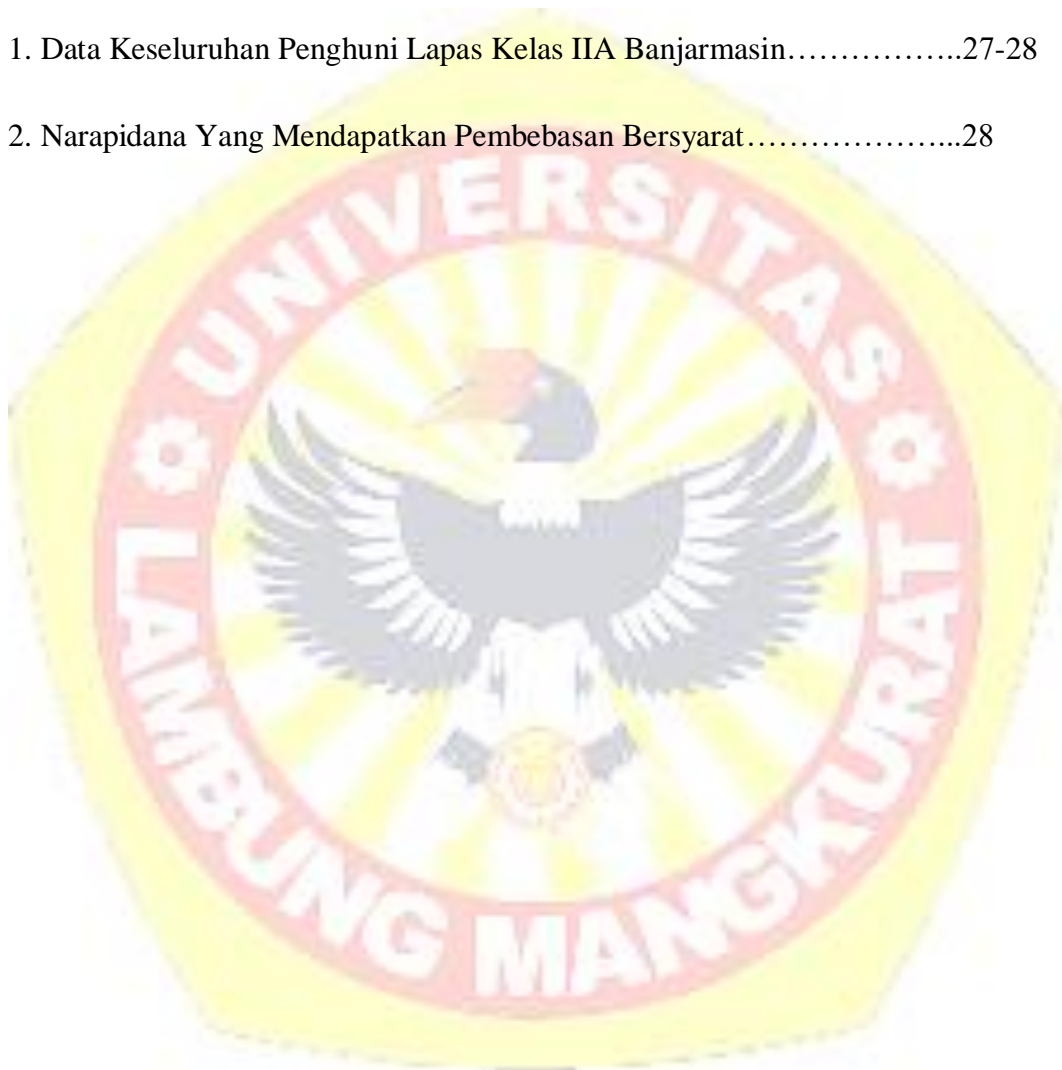 1. Data Keseluruhan Penghuni Lapas Kelas IIA Banjarmasin……………..27-28
2. Narapidana Yang Mendapatkan Pembebasan Bersyarat………………...28
UNIVERSITAS
LAMBUNG MANGKURAT